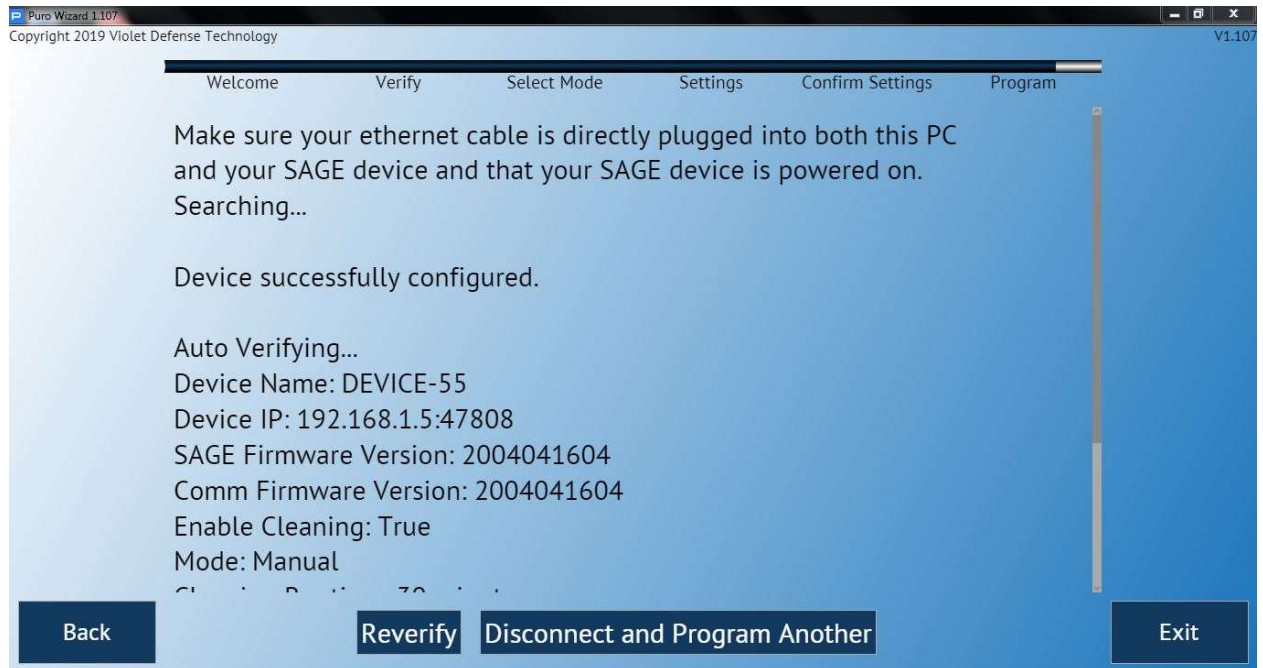 Puro Wizard 1.107
Copyright 2019 Violet Defense Technology
V1.107
Welcome Verify Select Mode Settings Confirm Settings Program
Make sure your ethernet cable is directly plugged into both this PC
and your SAGE device and that your SAGE device is powered on.
Searching...
Device successfully configured.
Auto Verifying...
Device Name: DEVICE-55
Device IP: 192.168.1.5:47808
SAGE Firmware Version: 2004041604
Comm Firmware Version: 2004041604
Enable Cleaning: True
Mode: Manual
Back Reverify Disconnect and Program Another Exit